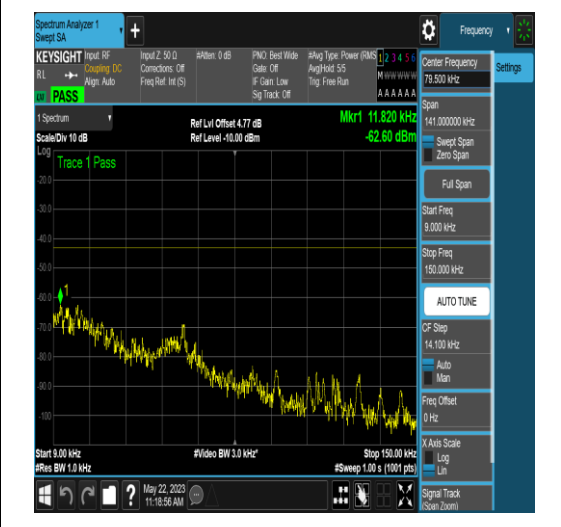 Spectrum Analyzer 1
Swept SA
Frequency
KEYSIGHT
Input: RF
Coupling: DC
Align: Auto
RL
PASS
Input Z: 50 Ω
Corrections: Off
Freq Ref: Int (S)
#Atten: 0 dB
PNO: Best Wide
Gate: Off
IF Gain: Low
Sig Track: Off
#Avg Type: Power (RMS
Avg|Hold: 5/5
Trig: Free Run
1 2 3 4 5 6
M W W W W W
A A A A A A
1 Spectrum
Scale/Div 10 dB
Ref Lvl Offset 4.77 dB
Ref Level -10.00 dBm
Mkr1 11.820 kHz
-62.60 dBm
Log
Trace 1 Pass
-20.0
-30.0
-40.0
-50.0
-60.0
-70.0
-80.0
-90.0
-100
1
Start 9.00 kHz
#Res BW 1.0 kHz
#Video BW 3.0 kHz*
Stop 150.00 kHz
#Sweep 1.00 s (1001 pts)
May 22, 2023
11:18:56 AM
Center Frequency
79.500 kHz
Settings
Span
141.000000 kHz
Swept Span
Zero Span
Full Span
Start Freq
9.000 kHz
Stop Freq
150.000 kHz
AUTO TUNE
CF Step
14.100 kHz
Auto
Man
Freq Offset
0 Hz
X Axis Scale
Log
Lin
Signal Track
(Span Zoom)